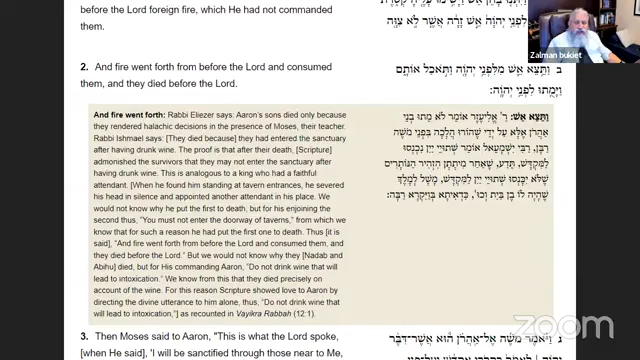 before the Lord foreign fire, which He had not commanded
them.
לִפְנֵי יְהֹוָה אֵשׁ זָרָה אֲשֶׁר לֹא צִוָּה
Zalman bukiet
2. And fire went forth from before the Lord and consumed
them, and they died before the Lord.
ב וַתֵּצֵא אֵשׁ מִלִּפְנֵי יְהֹוָה וַתֹּאכַל אוֹתָם
וַיָּמֻתוּ לִפְנֵי יְהֹוָה:
And fire went forth: Rabbi Eliezer says: Aaron's sons died only because
they rendered halachic decisions in the presence of Moses, their teacher.
Rabbi Ishmael says: [They died because] they had entered the sanctuary
after having drunk wine. The proof is that after their death, [Scripture]
admonished the survivors that they may not enter the sanctuary after
having drunk wine. This is analogous to a king who had a faithful
attendant. [When he found him standing at tavern entrances, he severed
his head in silence and appointed another attendant in his place. We
would not know why he put the first to death, but for his enjoining the
second thus, "You must not enter the doorway of taverns," from which we
know that for such a reason he had put the first one to death. Thus [it is
said], "And fire went forth from before the Lord and consumed them, and
they died before the Lord." But we would not know why they [Nadab and
Abihu] died, but for His commanding Aaron, "Do not drink wine that will
lead to intoxication." We know from this that they died precisely on
account of the wine. For this reason Scripture showed love to Aaron by
directing the divine utterance to him alone, thus, "Do not drink wine that
will lead to intoxication,"] as recounted in Vayikra Rabbah (12:1).
וַתֵּצֵא אֵשׁ: רַ' אֱלִיעֶזֶר אוֹמֵר לֹא מֵתוּ בְנֵי
אַהֲרֹן אֶלָּא עַל יְדֵי שֶׁהוֹרוּ הֲלָכָה בִּפְנֵי מֹשֶׁה
רַבָּן, רַבִּי יִשְׁמָעֵאל אוֹמֵר שְׁתוּיֵי יַיִן נִכְנְסוּ
לַמִּקְדָּשׁ, תֵּדַע, שֶׁאַחַר מִיתָתָן הִזְהִיר הַנּוֹתָרִים
שֶׁלֹּא יִכָּנְסוּ שְׁתוּיֵי יַיִן לַמִּקְדָּשׁ, מָשָׁל לְמֶלֶךְ
שֶׁהָיָה לוֹ בֶן בַּיִת וְכוּ', כִּדְאִיתָא בְּוַיִּקְרָא רַבָּה:
zoom
3. Then Moses said to Aaron, "This is what the Lord spoke,
[when He said], 'I will be sanctified through those near to Me,
ג וַיֹּאמֶר מֹשֶׁה אֶל־אַהֲרֹן הוּא אֲשֶׁר־דִּבֶּר